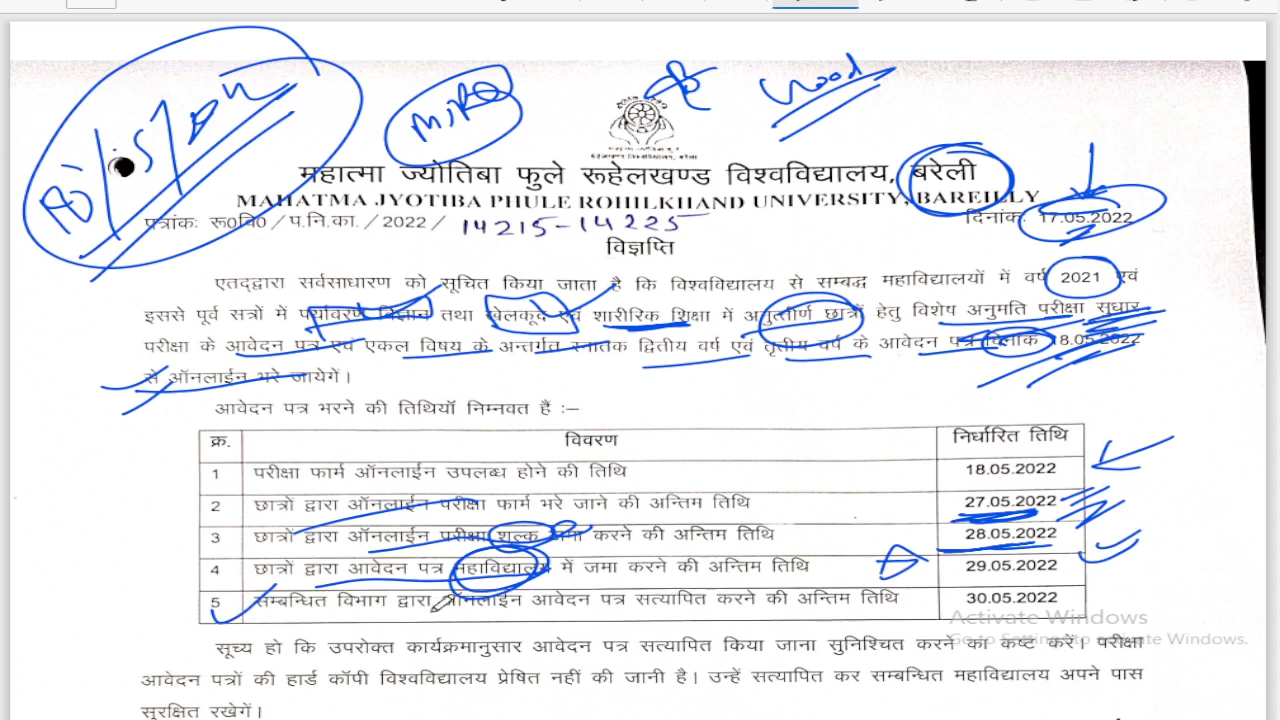 महात्मा ज्योतिबा फुले रूहेलखण्ड विश्वविद्यालय, बरेली
MAHATMA JYOTIBA PHULE ROHILKHAND UNIVERSITY, BAREILLY
पत्रांकः रू0वि0 / प.नि.का. / 2022 / 14215-14225 दिनांकः 17.05.2022
विज्ञप्ति
एतद्द्वारा सर्वसाधारण को सूचित किया जाता है कि विश्वविद्यालय से सम्बद्ध महाविद्यालयों में वर्ष 2021 एवं
इससे पूर्व सत्रों में पर्यावरण विज्ञान तथा खेलकूद एवं शारीरिक शिक्षा में अनुत्तीर्ण छात्रों हेतु विशेष अनुमति परीक्षा सुधार
परीक्षा के आवेदन पत्र एवं एकल विषय के अन्तर्गत स्नातक द्वितीय वर्ष एवं तृतीय वर्ष के आवेदन पत्र दिनांक 18.05.2022
से ऑनलाईन भरे जायेगें।
आवेदन पत्र भरने की तिथियॉ निम्नवत हैं :–
क्र. विवरण निर्धारित तिथि
1 परीक्षा फार्म ऑनलाईन उपलब्ध होने की तिथि 18.05.2022
2 छात्रों द्वारा ऑनलाईन परीक्षा फार्म भरे जाने की अन्तिम तिथि 27.05.2022
3 छात्रों द्वारा ऑनलाईन परीक्षा शुल्क जमा करने की अन्तिम तिथि 28.05.2022
4 छात्रों द्वारा आवेदन पत्र महाविद्यालय में जमा करने की अन्तिम तिथि 29.05.2022
5 सम्बन्धित विभाग द्वारा ऑनलाईन आवेदन पत्र सत्यापित करने की अन्तिम तिथि 30.05.2022
Activate Windows
Go to Settings to activate Windows.
सूच्य हो कि उपरोक्त कार्यक्रमानुसार आवेदन पत्र सत्यापित किया जाना सुनिश्चित करने का कष्ट करें। परीक्षा
आवेदन पत्रों की हार्ड कॉपी विश्वविद्यालय प्रेषित नहीं की जानी है। उन्हें सत्यापित कर सम्बन्धित महाविद्यालय अपने पास
सुरक्षित रखेगें।